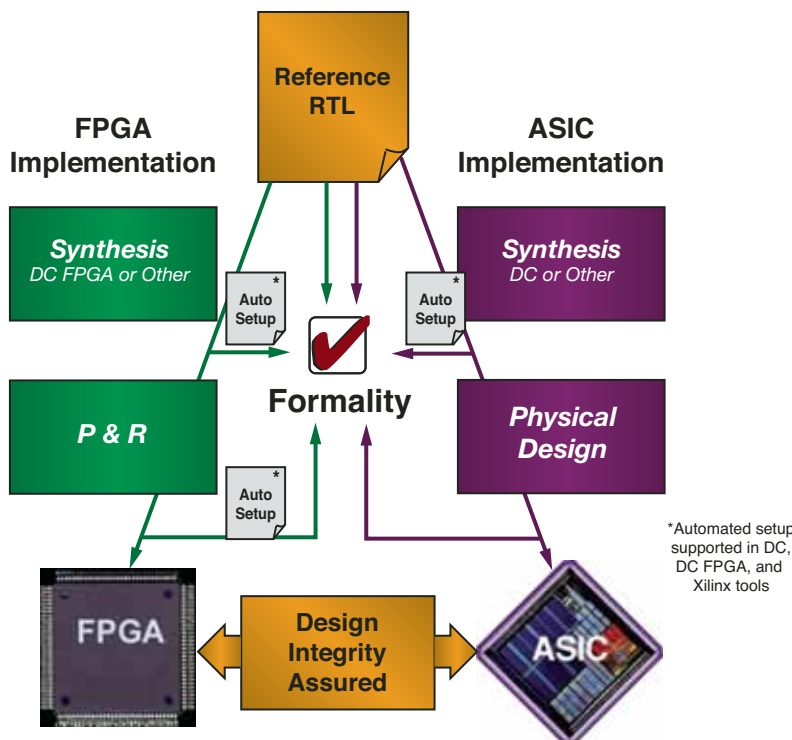 Reference
RTL
FPGA
Implementation
ASIC
Implementation
Synthesis
DC FPGA or Other
Synthesis
DC or Other
*
Auto
Setup
*
Auto
Setup
Formality
P & R
Physical
Design
*
Auto
Setup
*Automated setup
supported in DC,
DC FPGA, and
Xilinx tools
FPGA
Design
Integrity
Assured
ASIC